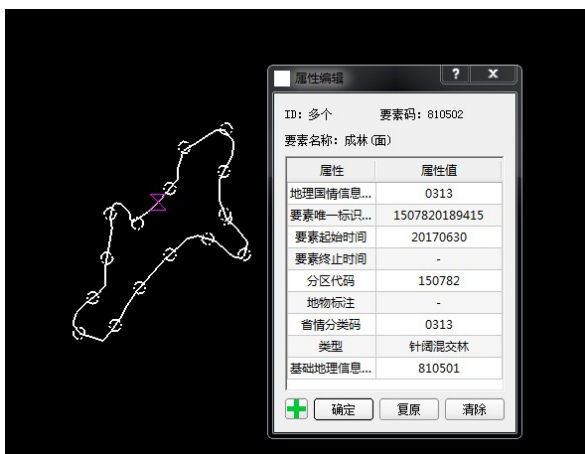 属性编辑
? X
ID: 多个 要素码: 810502
要素名称: 成林(面)
属性 属性值
地理国情信息... 0313
要素唯一标识... 1507820189415
要素起始时间 20170630
要素终止时间 -
分区代码 150782
地物标注 -
省情分类码 0313
类型 针阔混交林
基础地理信息... 810501
确定 复原 清除